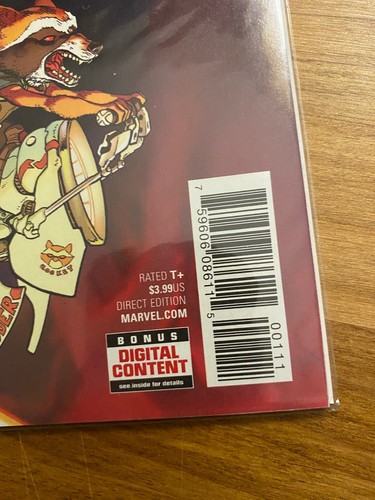 ROCKET
RATED T+
$3.99US
DIRECT EDITION
MARVEL.COM
BONUS
DIGITAL
CONTENT
see inside for details
7 59606 08611 5
00111